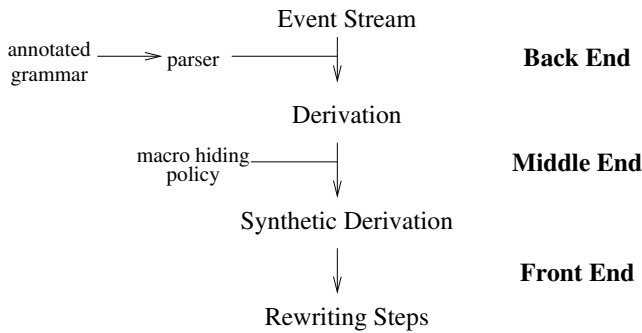 Event Stream
annotated
grammar
parser
Back End
Derivation
macro hiding
policy
Middle End
Synthetic Derivation
Front End
Rewriting Steps